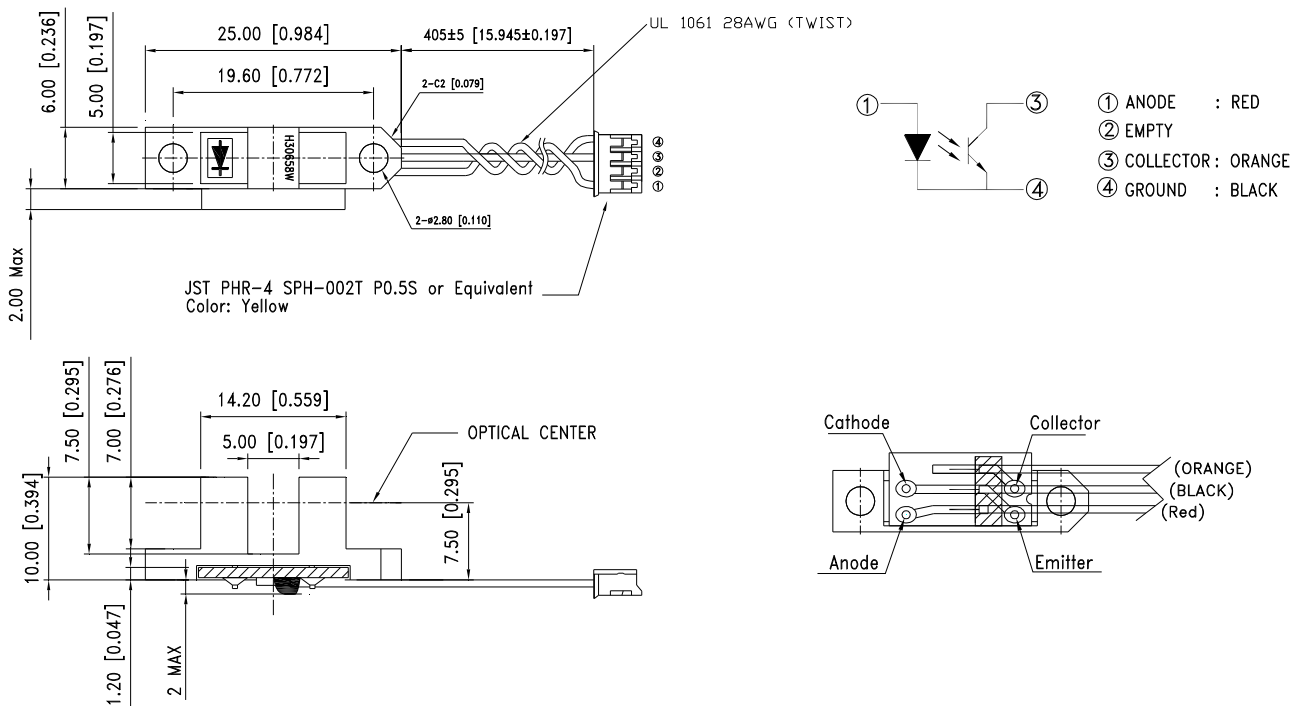 25.00 [0.984]
405±5 [15.945±0.197]
UL 1061 28AWG (TWIST)
6.00 [0.236]
5.00 [0.197]
19.60 [0.772]
2-C2 [0.079]
H30658W
④
③
②
①
2-ø2.80 [0.110]
2.00 Max
JST PHR-4 SPH-002T P0.5S or Equivalent
Color: Yellow
①
③
④
① ANODE : RED
② EMPTY
③ COLLECTOR : ORANGE
④ GROUND : BLACK
7.50 [0.295]
7.00 [0.276]
14.20 [0.559]
5.00 [0.197]
OPTICAL CENTER
10.00 [0.394]
7.50 [0.295]
1.20 [0.047]
2 MAX
Cathode
Collector
(ORANGE)
(BLACK)
(Red)
Anode
Emitter